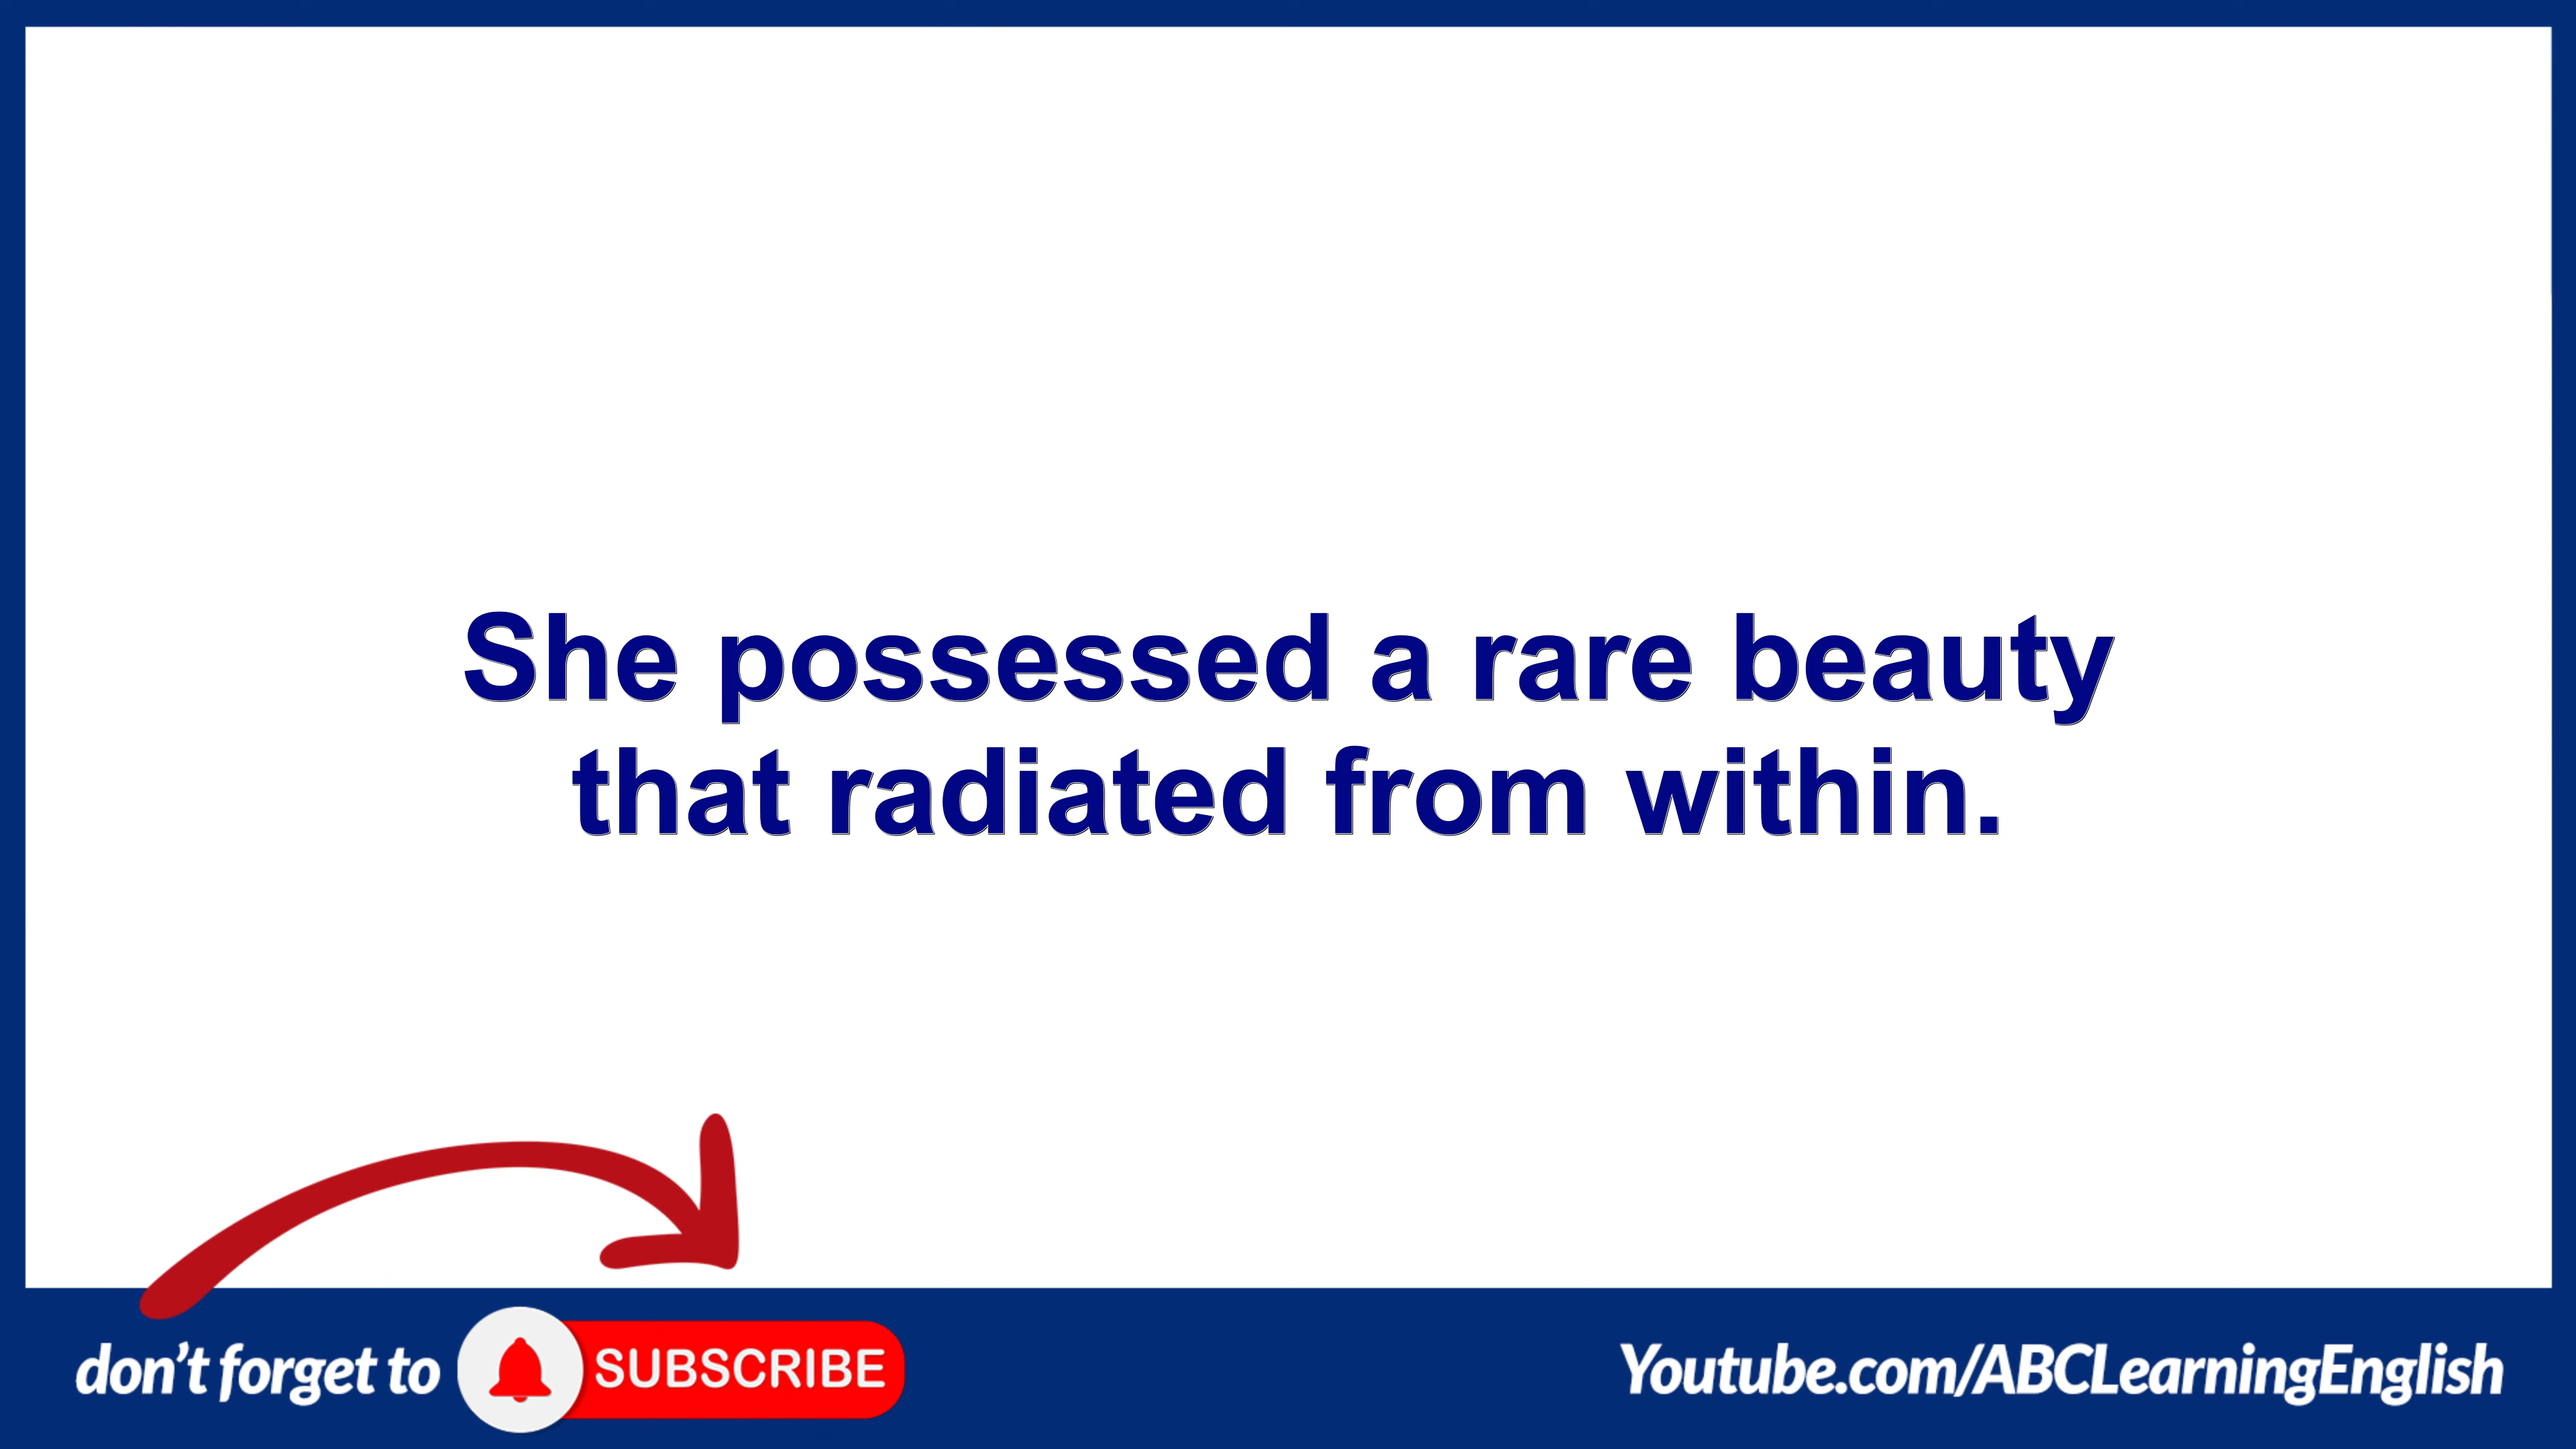 She possessed a rare beauty
that radiated from within.
don't forget to SUBSCRIBE
Youtube.com/ABCLearningEnglish